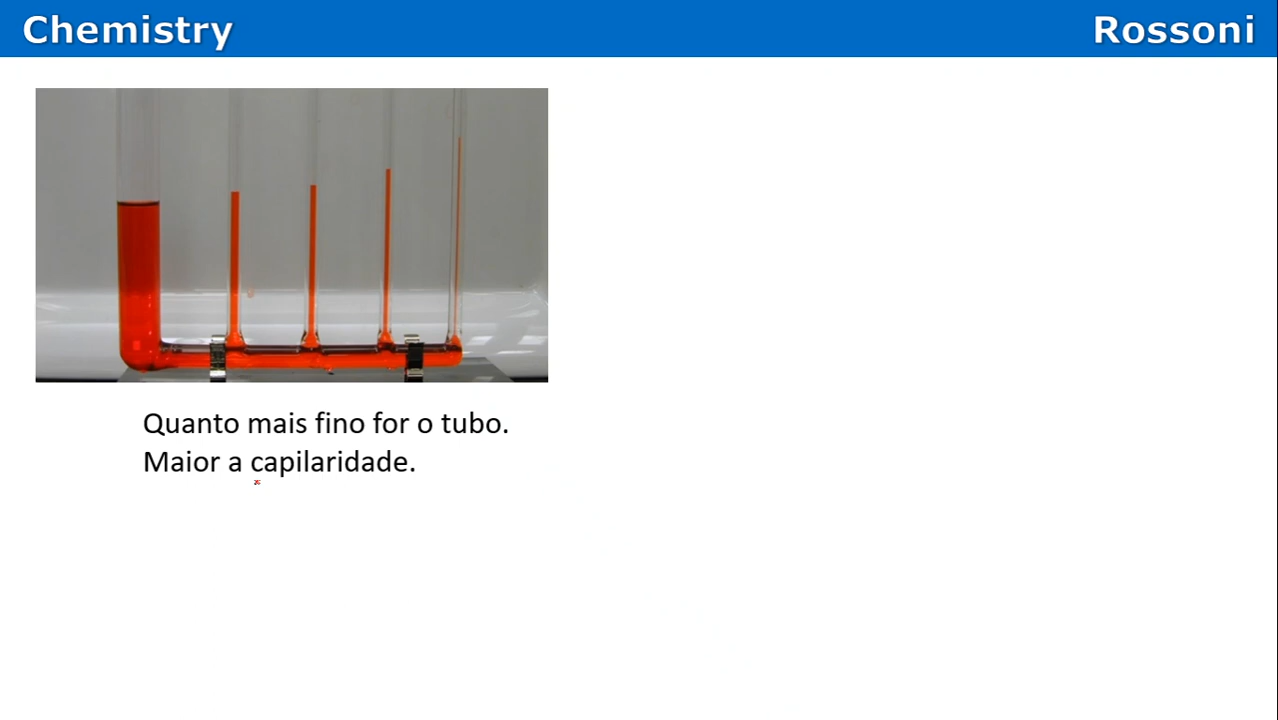 Chemistry
Rossoni
Quanto mais fino for o tubo.
Maior a capilaridade.